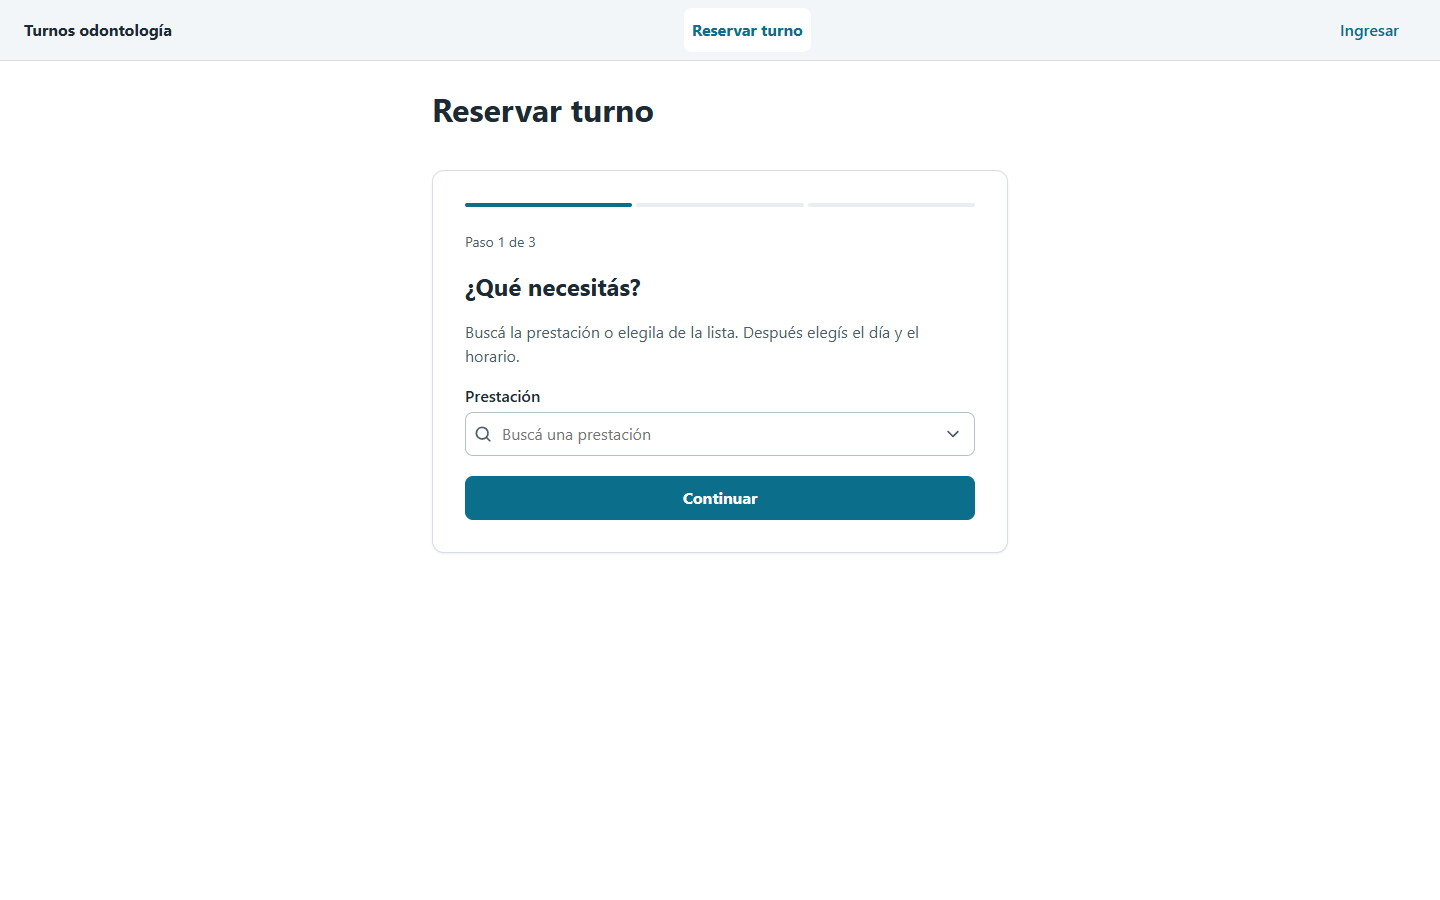 Turnos odontología
Reservar turno
Ingresar
Reservar turno
Paso 1 de 3
¿Qué necesitás?
Buscá la prestación o elegila de la lista. Después elegís el día y el
horario.
Prestación
Buscá una prestación
Continuar